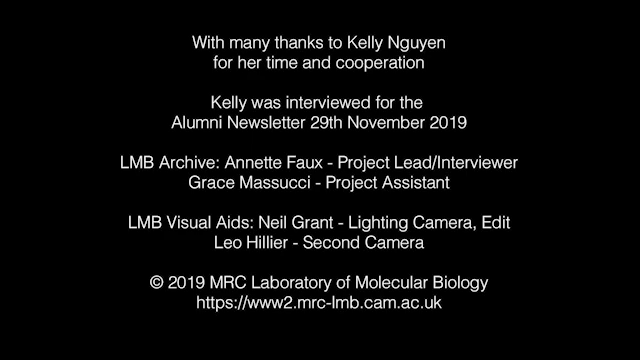 With many thanks to Kelly Nguyen
for her time and cooperation
Kelly was interviewed for the
Alumni Newsletter 29th November 2019
LMB Archive: Annette Faux - Project Lead/Interviewer
Grace Massucci - Project Assistant
LMB Visual Aids: Neil Grant - Lighting Camera, Edit
Leo Hillier - Second Camera
© 2019 MRC Laboratory of Molecular Biology
https://www2.mrc-lmb.cam.ac.uk